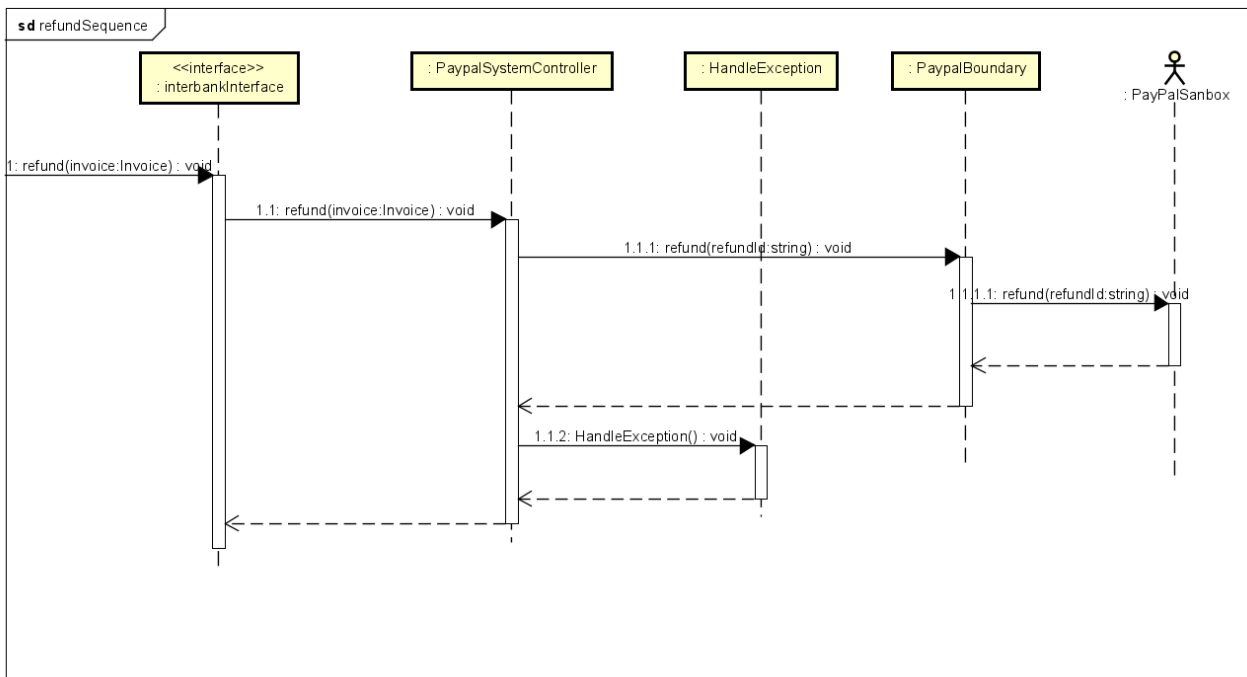 sd refundSequence
<<interface>>
: interbankInterface
: PaypalSystemController
: HandleException
: PaypalBoundary
: PayPalSanbox
1: refund(invoice:Invoice) : void
1.1: refund(invoice:Invoice) : void
1.1.1: refund(refundId:string) : void
1.1.1.1: refund(refundId:string) : void
1.1.2: HandleException() : void